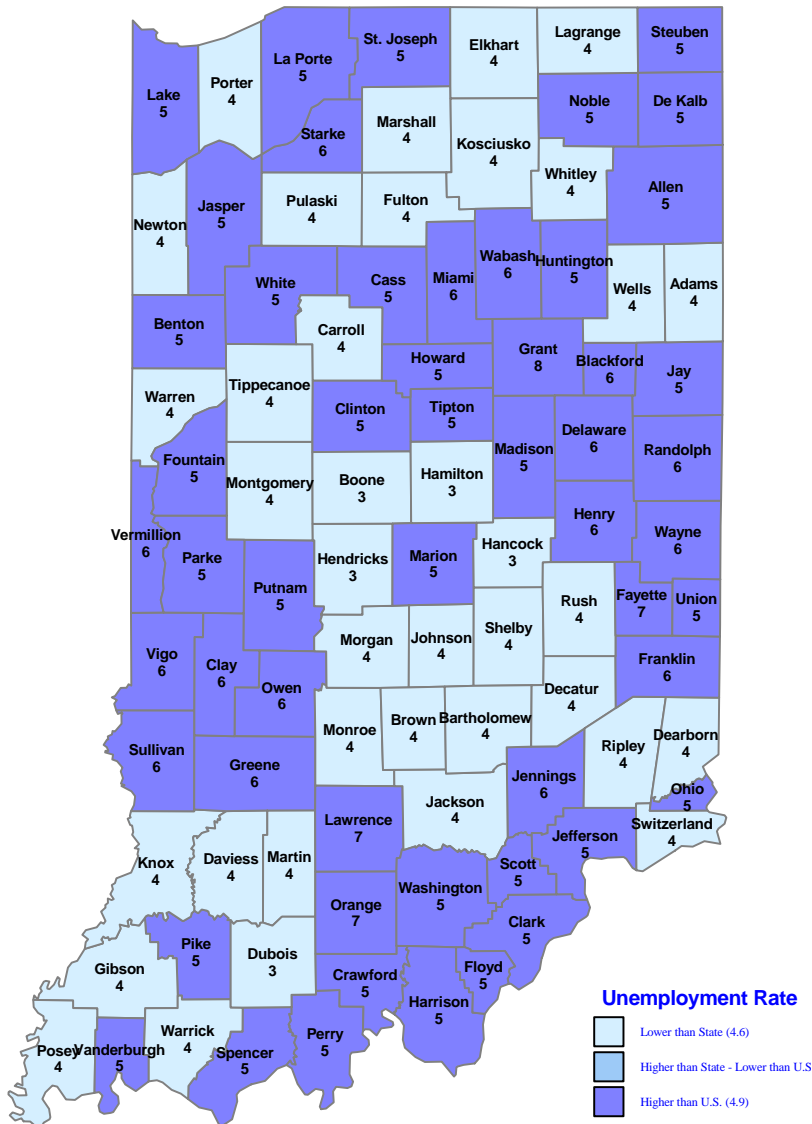 St. Joseph
5
Elkhart
4
Lagrange
4
Steuben
5
La Porte
5
Porter
4
Lake
5
Noble
5
De Kalb
5
Marshall
4
Starke
6
Kosciusko
4
Whitley
4
Allen
5
Jasper
5
Pulaski
4
Fulton
4
Newton
4
Wabash
6
Huntington
5
White
5
Cass
5
Miami
6
Wells
4
Adams
4
Benton
5
Carroll
4
Howard
5
Grant
8
Blackford
6
Jay
5
Warren
4
Tippecanoe
4
Clinton
5
Tipton
5
Delaware
6
Madison
5
Randolph
6
Fountain
5
Montgomery
4
Boone
3
Hamilton
3
Henry
6
Vermillion
6
Parke
5
Putnam
5
Hendricks
3
Marion
5
Hancock
3
Wayne
6
Rush
4
Fayette
7
Union
5
Vigo
6
Clay
6
Owen
6
Morgan
4
Johnson
4
Shelby
4
Franklin
6
Decatur
4
Monroe
4
Brown
4
Bartholomew
4
Sullivan
6
Greene
6
Ripley
4
Dearborn
4
Jennings
6
Ohio
5
Jackson
4
Lawrence
7
Jefferson
5
Switzerland
4
Knox
4
Daviess
4
Martin
4
Washington
5
Scott
5
Orange
7
Clark
5
Pike
5
Dubois
3
Gibson
4
Crawford
5
Harrison
5
Floyd
5
Posey
4
Vanderburgh
5
Warrick
4
Spencer
5
Perry
5
Unemployment Rate
Lower than State (4.6)
Higher than State - Lower than U.S
Higher than U.S. (4.9)